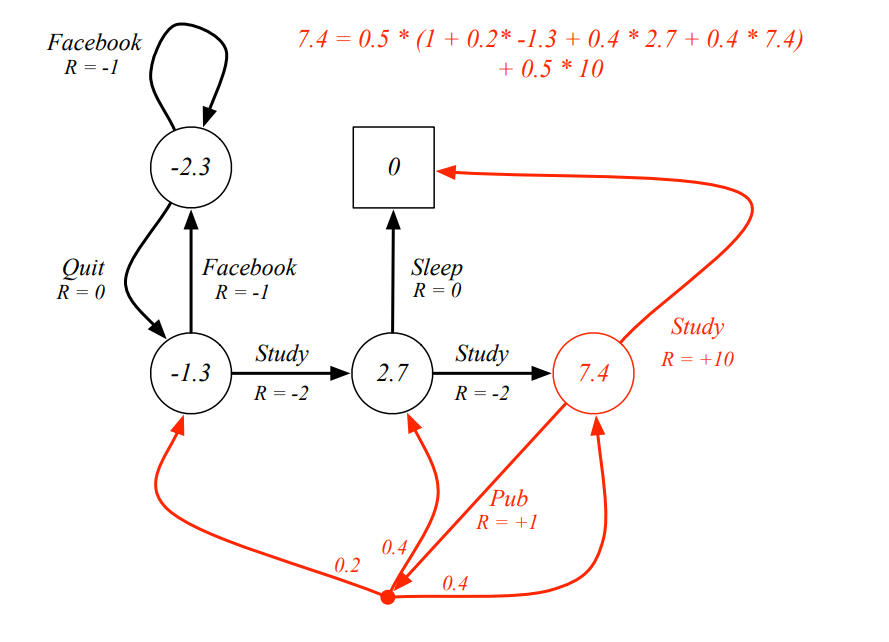 Facebook
R = -1
7.4 = 0.5 * (1 + 0.2* -1.3 + 0.4 * 2.7 + 0.4 * 7.4)
+ 0.5 * 10
-2.3
0
Quit
R = 0
Facebook
R = -1
Sleep
R = 0
Study
R = +10
-1.3
Study
R = -2
2.7
Study
R = -2
7.4
Pub
R = +1
0.2
0.4
0.4